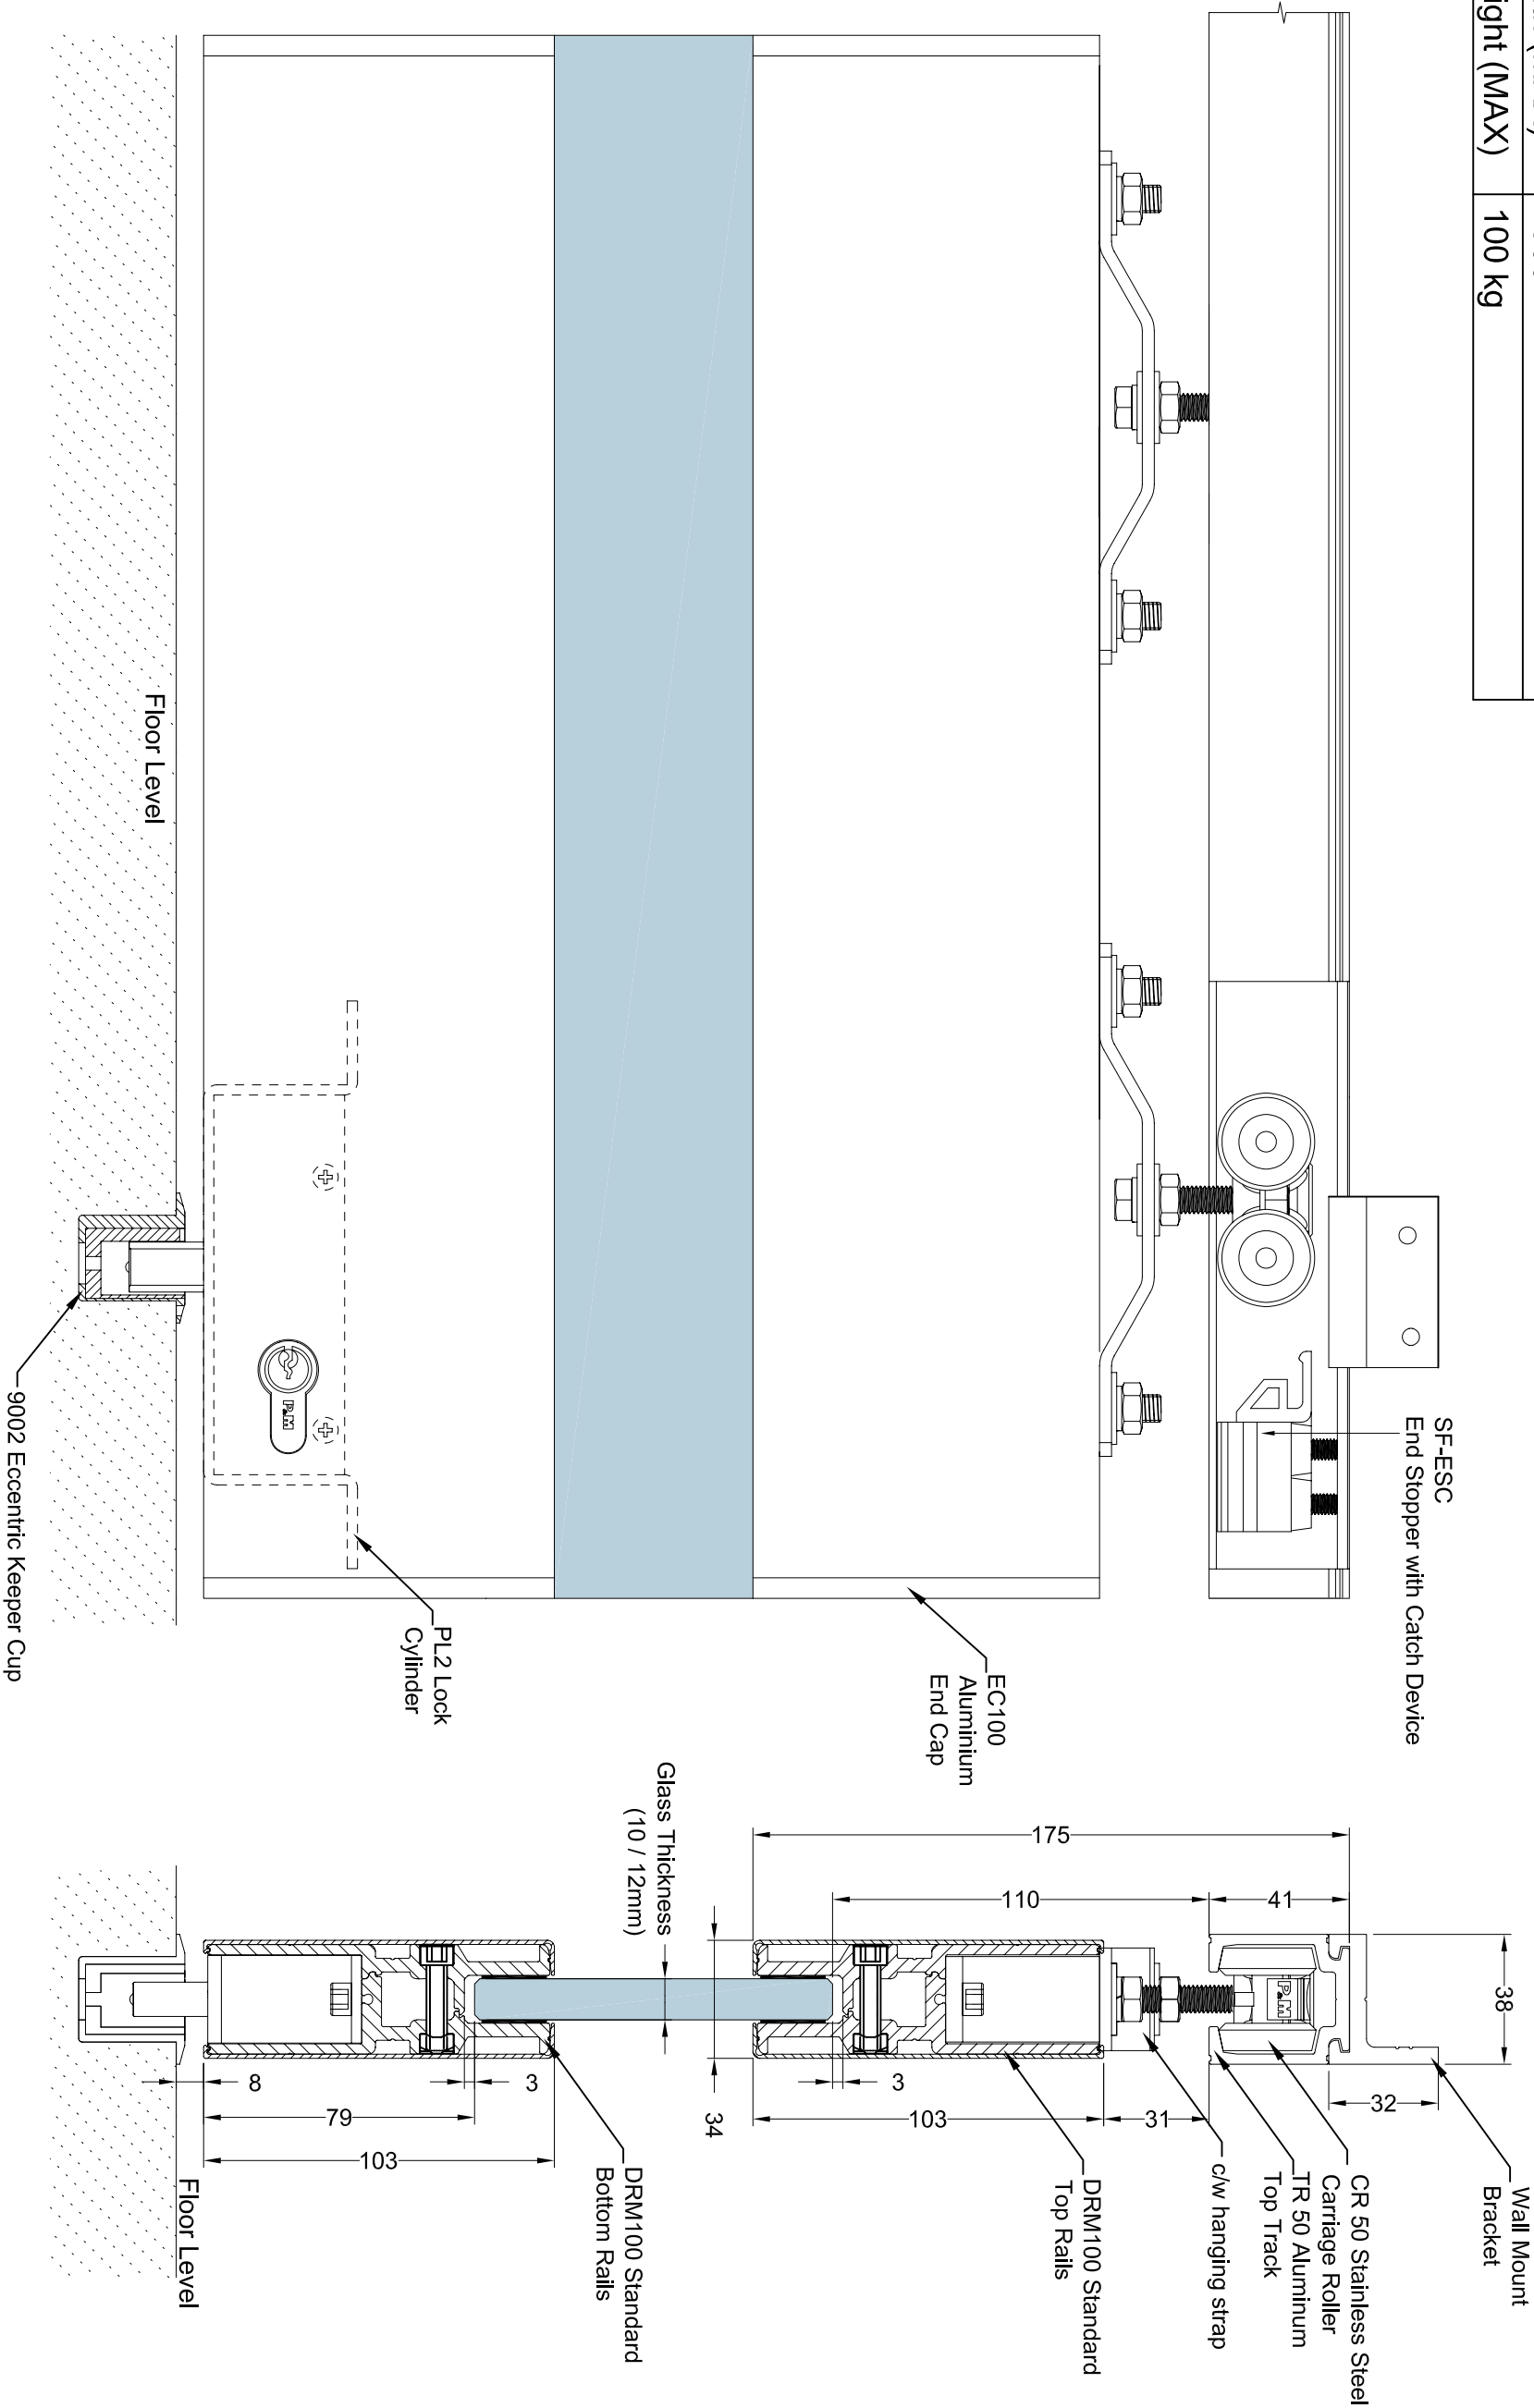 ight (MAX)
100 kg
SF-ESC
End Stopper with Catch Device
EC100
Aluminium
End Cap
PL2 Lock
Cylinder
P&M
Floor Level
9002 Eccentric Keeper Cup
Wall Mount
Bracket
CR 50 Stainless Steel
Carriage Roller
TR 50 Aluminum
Top Track
c/w hanging strap
DRM100 Standard
Top Rails
DRM100 Standard
Bottom Rails
Floor Level
Glass Thickness
(10 / 12mm)
P&M
38
32
41
175
110
31
103
3
34
3
79
103
8